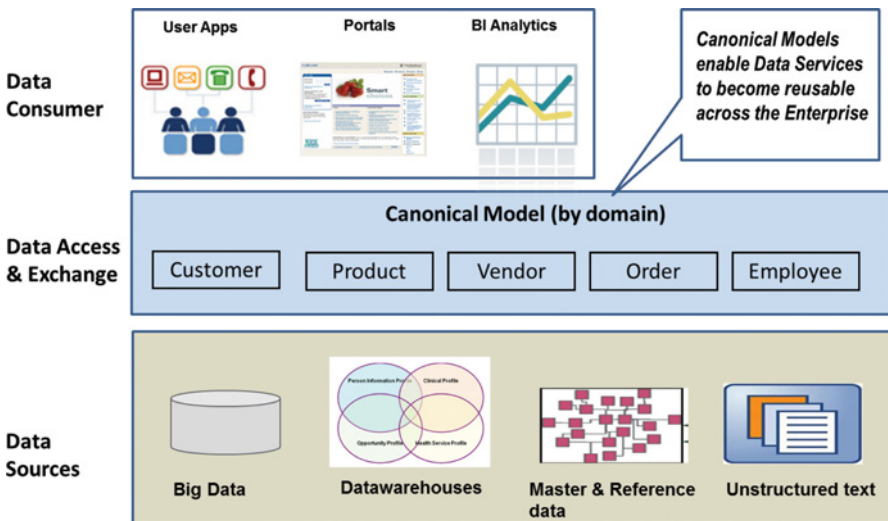 User Apps
Portals
BI Analytics
Canonical Models
enable Data Services
to become reusable
across the Enterprise
Data
Consumer
Smart
choices
Canonical Model (by domain)
Data Access
& Exchange
Customer
Product
Vendor
Order
Employee
Person Information Profile
Clinical Profile
Opportunity Profile
Health Service Profile
Data
Sources
Big Data
Datawarehouses
Master & Reference
data
Unstructured text